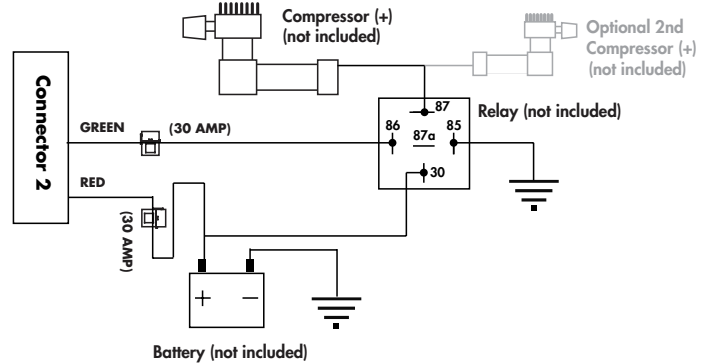 Compressor (+)
(not included)
Optional 2nd
Compressor (+)
(not included)
Connector 2
GREEN
(30 AMP)
RED
(30 AMP)
87
86
87a
85
30
Relay (not included)
+
−
Battery (not included)